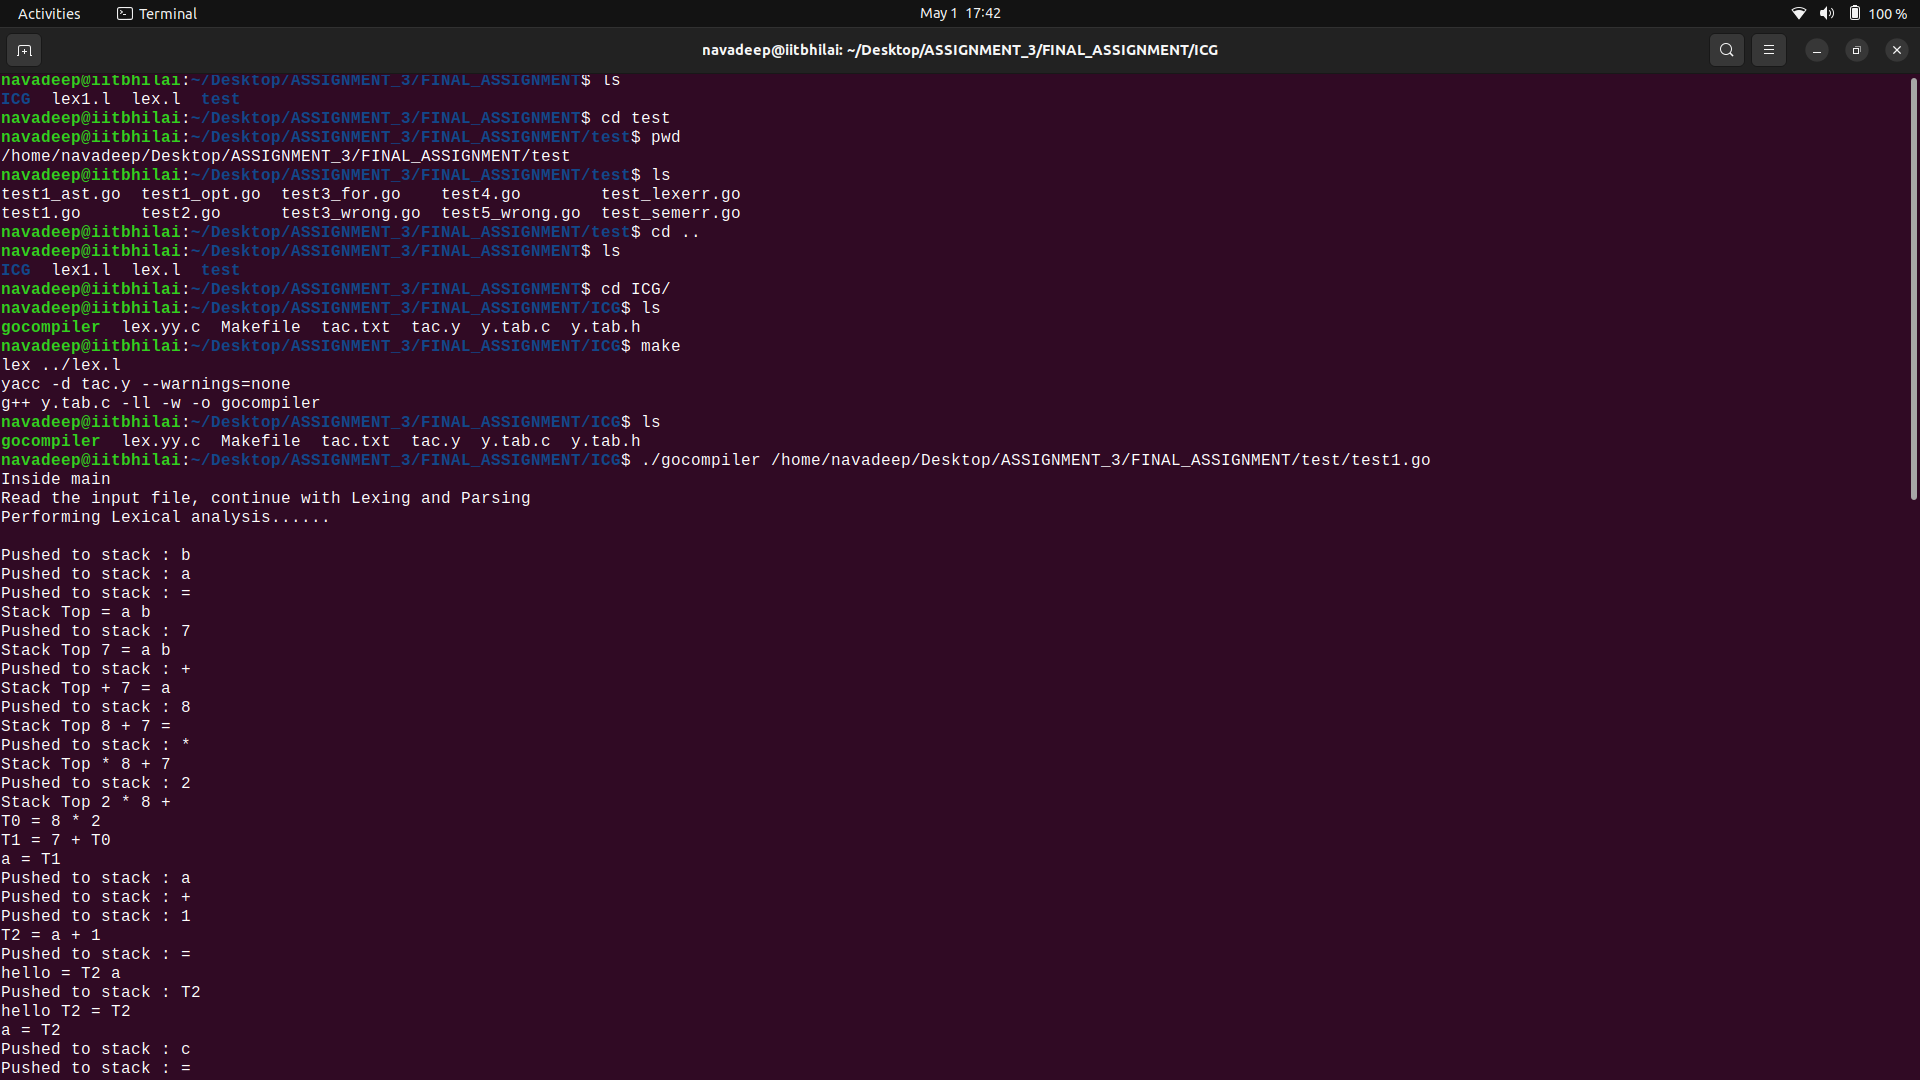 Activities Terminal May 1 17:42 100 %
navadeep@iitbhilai: ~/Desktop/ASSIGNMENT_3/FINAL_ASSIGNMENT/ICG
navadeep@iitbhilai:~/Desktop/ASSIGNMENT_3/FINAL_ASSIGNMENT$ ls
ICG  lex1.l  lex.l  test
navadeep@iitbhilai:~/Desktop/ASSIGNMENT_3/FINAL_ASSIGNMENT$ cd test
navadeep@iitbhilai:~/Desktop/ASSIGNMENT_3/FINAL_ASSIGNMENT/test$ pwd
/home/navadeep/Desktop/ASSIGNMENT_3/FINAL_ASSIGNMENT/test
navadeep@iitbhilai:~/Desktop/ASSIGNMENT_3/FINAL_ASSIGNMENT/test$ ls
test1_ast.go  test1_opt.go  test3_for.go    test4.go        test_lexerr.go
test1.go      test2.go      test3_wrong.go  test5_wrong.go  test_semerr.go
navadeep@iitbhilai:~/Desktop/ASSIGNMENT_3/FINAL_ASSIGNMENT/test$ cd ..
navadeep@iitbhilai:~/Desktop/ASSIGNMENT_3/FINAL_ASSIGNMENT$ ls
ICG  lex1.l  lex.l  test
navadeep@iitbhilai:~/Desktop/ASSIGNMENT_3/FINAL_ASSIGNMENT$ cd ICG/
navadeep@iitbhilai:~/Desktop/ASSIGNMENT_3/FINAL_ASSIGNMENT/ICG$ ls
gocompiler  lex.yy.c  Makefile  tac.txt  tac.y  y.tab.c  y.tab.h
navadeep@iitbhilai:~/Desktop/ASSIGNMENT_3/FINAL_ASSIGNMENT/ICG$ make
lex ../lex.l
yacc -d tac.y --warnings=none
g++ y.tab.c -ll -w -o gocompiler
navadeep@iitbhilai:~/Desktop/ASSIGNMENT_3/FINAL_ASSIGNMENT/ICG$ ls
gocompiler  lex.yy.c  Makefile  tac.txt  tac.y  y.tab.c  y.tab.h
navadeep@iitbhilai:~/Desktop/ASSIGNMENT_3/FINAL_ASSIGNMENT/ICG$ ./gocompiler /home/navadeep/Desktop/ASSIGNMENT_3/FINAL_ASSIGNMENT/test/test1.go
Inside main
Read the input file, continue with Lexing and Parsing
Performing Lexical analysis......
Pushed to stack : b
Pushed to stack : a
Pushed to stack : =
Stack Top = a b
Pushed to stack : 7
Stack Top 7 = a b
Pushed to stack : +
Stack Top + 7 = a
Pushed to stack : 8
Stack Top 8 + 7 =
Pushed to stack : *
Stack Top * 8 + 7
Pushed to stack : 2
Stack Top 2 * 8 +
T0 = 8 * 2
T1 = 7 + T0
a = T1
Pushed to stack : a
Pushed to stack : +
Pushed to stack : 1
T2 = a + 1
Pushed to stack : =
hello = T2 a
Pushed to stack : T2
hello T2 = T2
a = T2
Pushed to stack : c
Pushed to stack : =